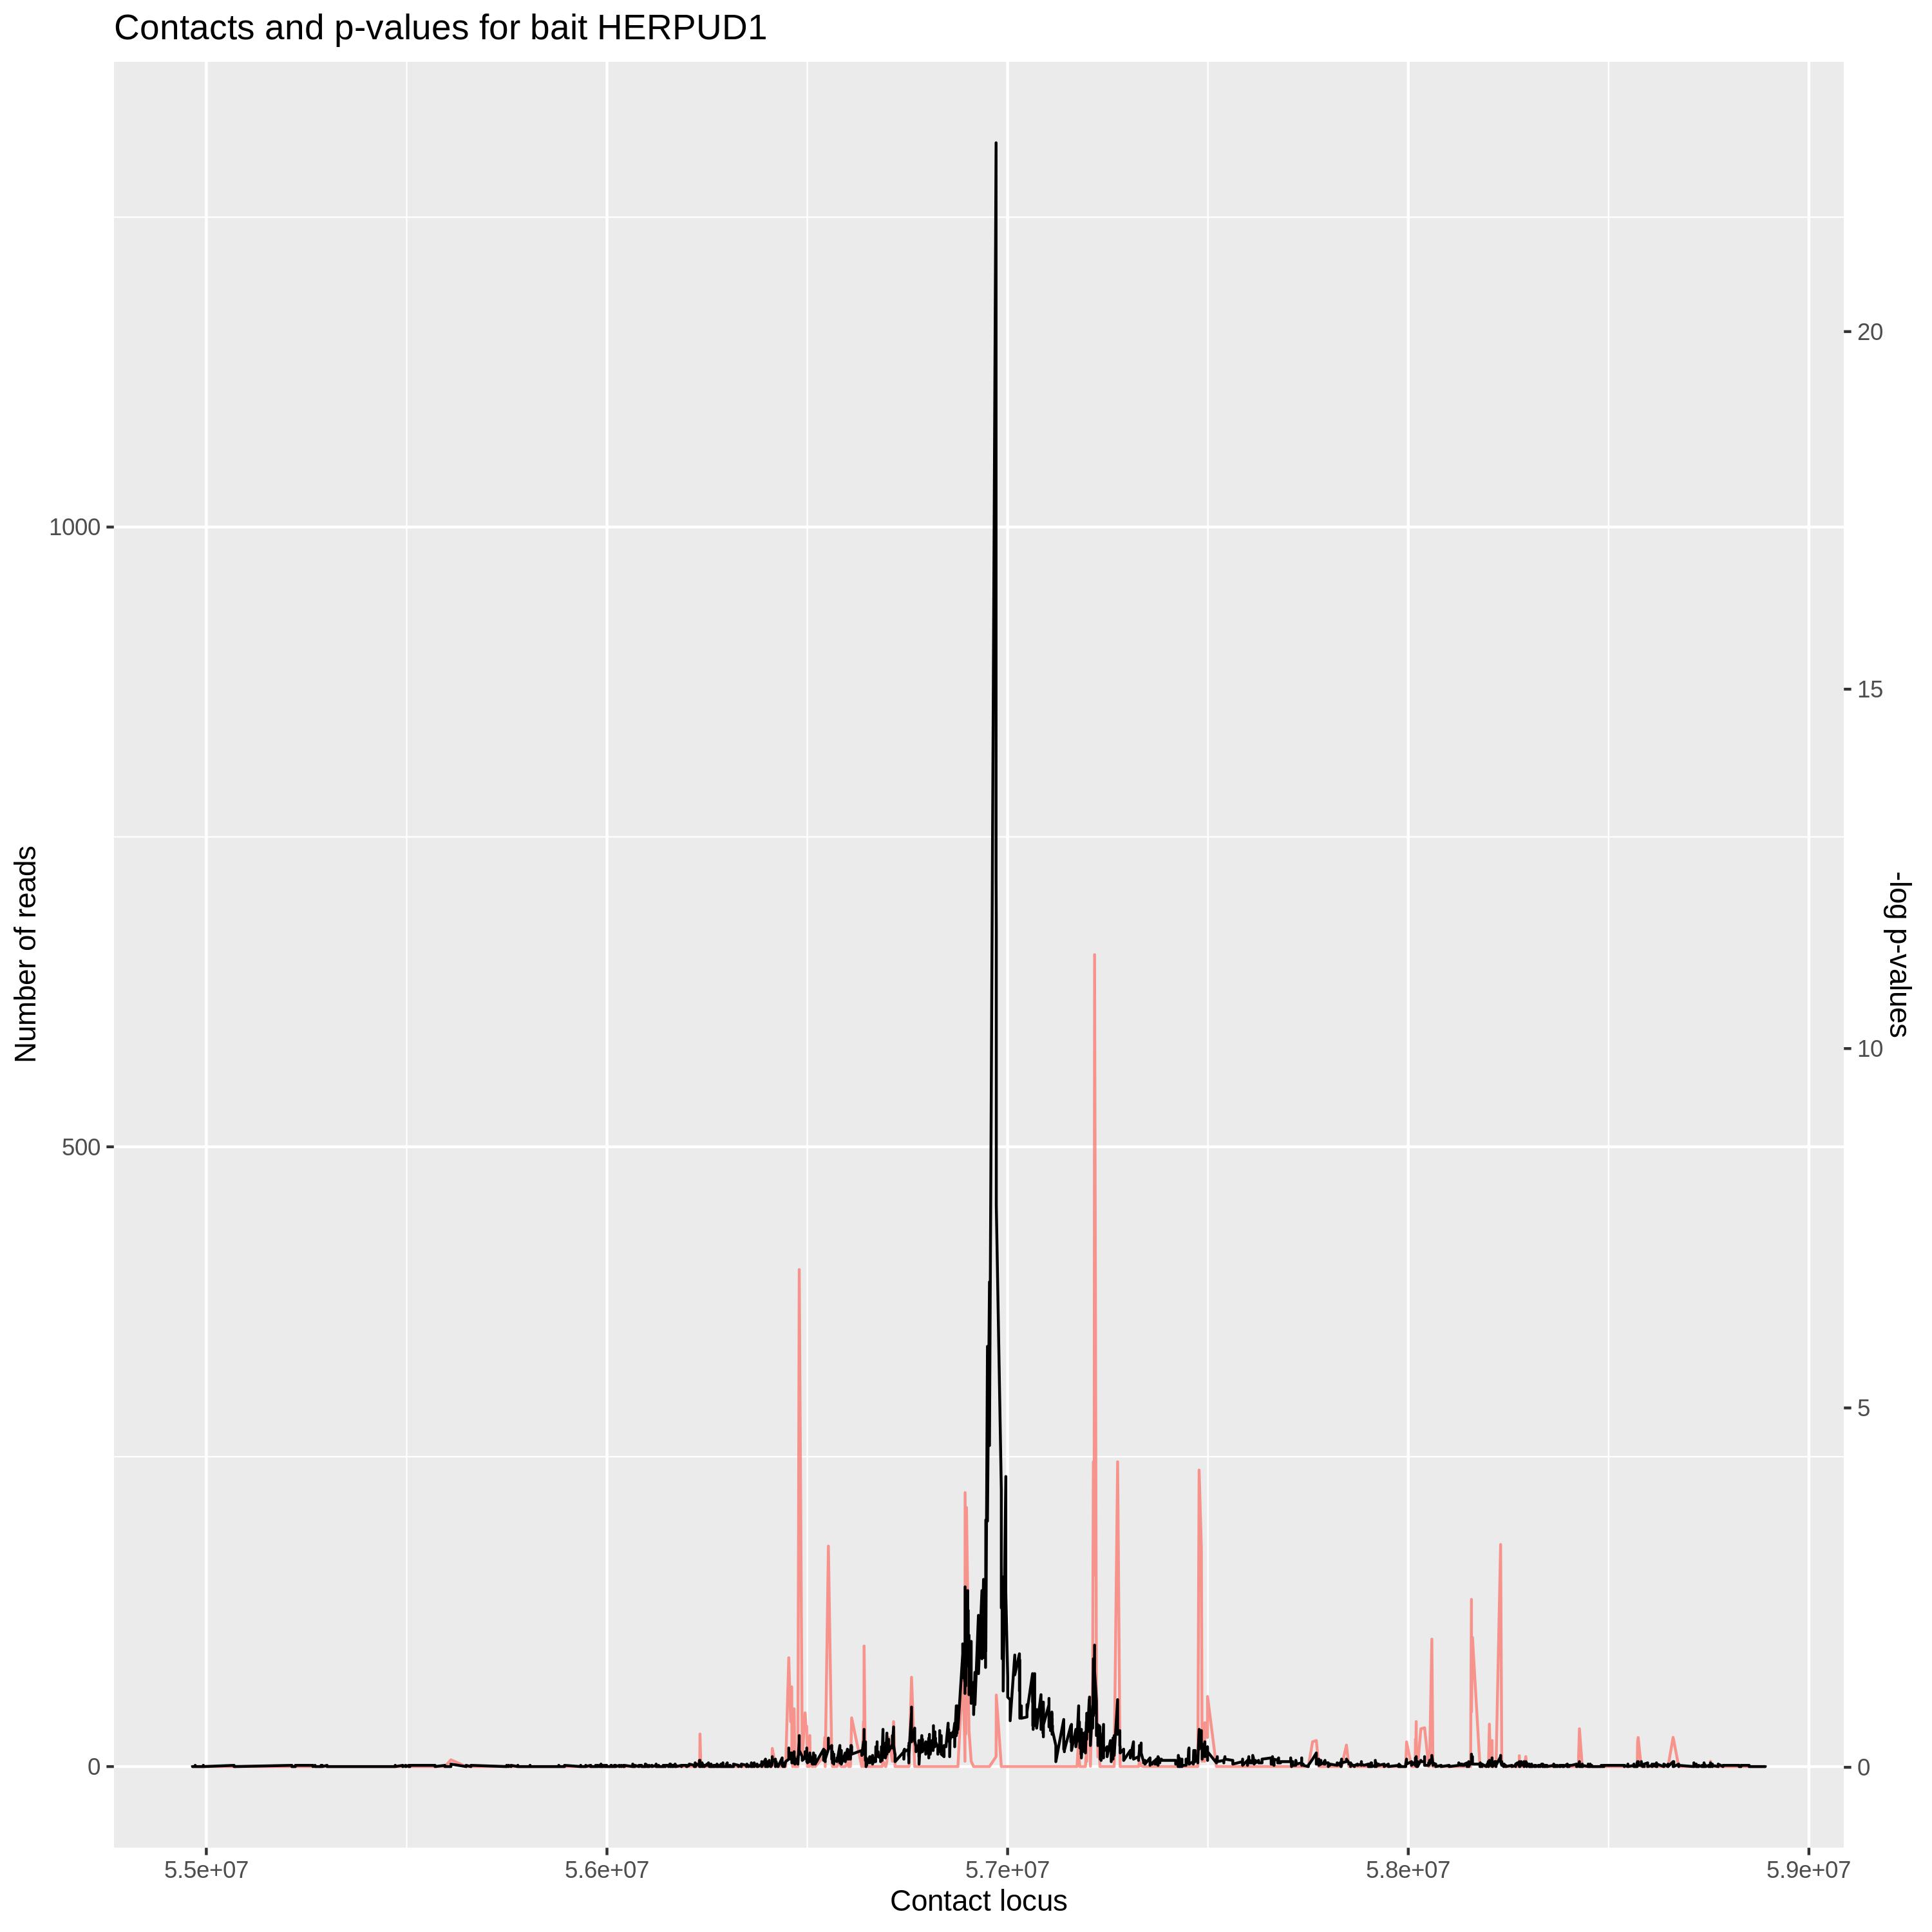 Contacts and p-values for bait HERPUD1
1000
500
0
Number of reads
20
15
10
5
0
-log p-values
5.5e+07
5.6e+07
5.7e+07
5.8e+07
5.9e+07
Contact locus